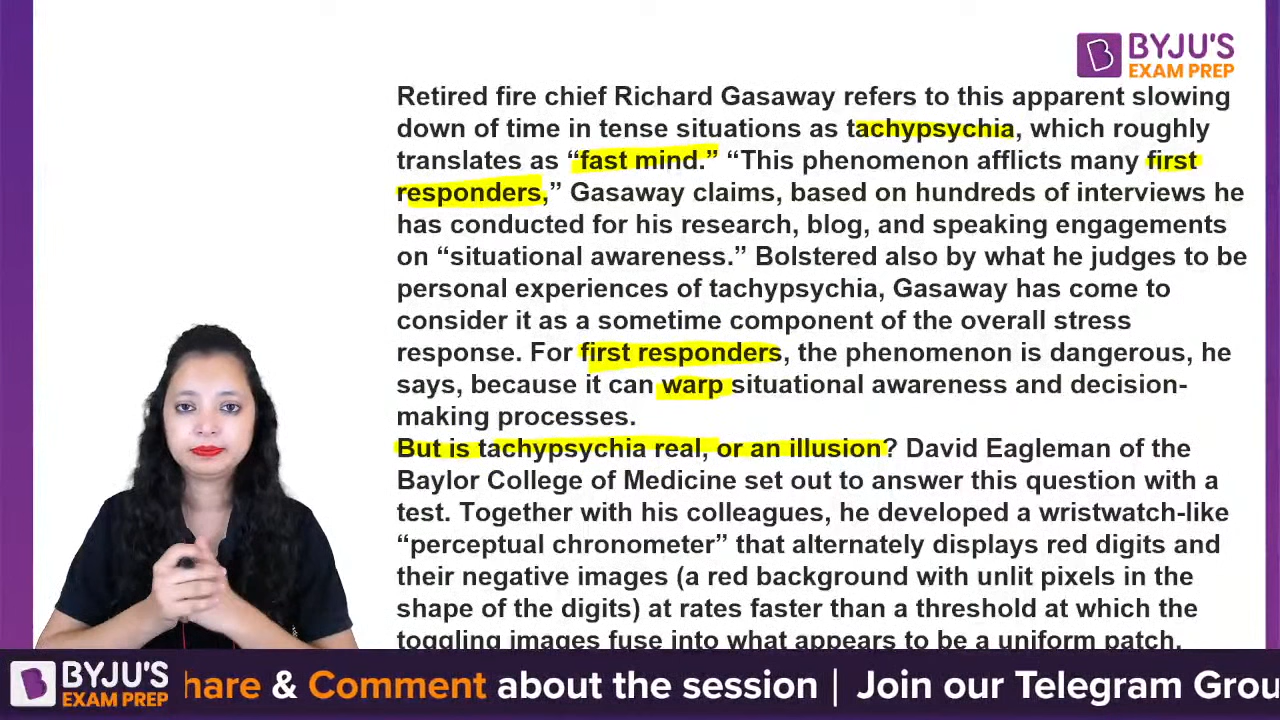 BYJU'S
EXAM PREP
Retired fire chief Richard Gasaway refers to this apparent slowing
down of time in tense situations as tachypsychia, which roughly
translates as “fast mind.” “This phenomenon afflicts many first
responders,” Gasaway claims, based on hundreds of interviews he
has conducted for his research, blog, and speaking engagements
on “situational awareness.” Bolstered also by what he judges to be
personal experiences of tachypsychia, Gasaway has come to
consider it as a sometime component of the overall stress
response. For first responders, the phenomenon is dangerous, he
says, because it can warp situational awareness and decision-
making processes.
But is tachypsychia real, or an illusion? David Eagleman of the
Baylor College of Medicine set out to answer this question with a
test. Together with his colleagues, he developed a wristwatch-like
“perceptual chronometer” that alternately displays red digits and
their negative images (a red background with unlit pixels in the
shape of the digits) at rates faster than a threshold at which the
toggling images fuse into what appears to be a uniform patch.
BYJU'S
EXAM PREP
hare & Comment about the session | Join our Telegram Grou